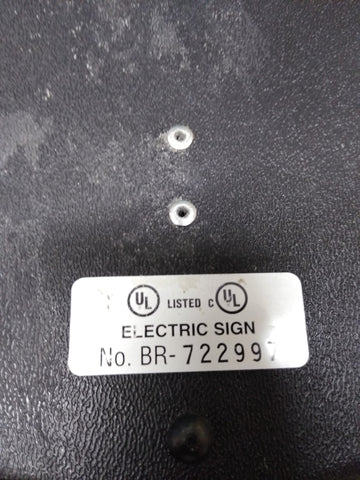 UL LISTED C UL
ELECTRIC SIGN
No. BR-722997